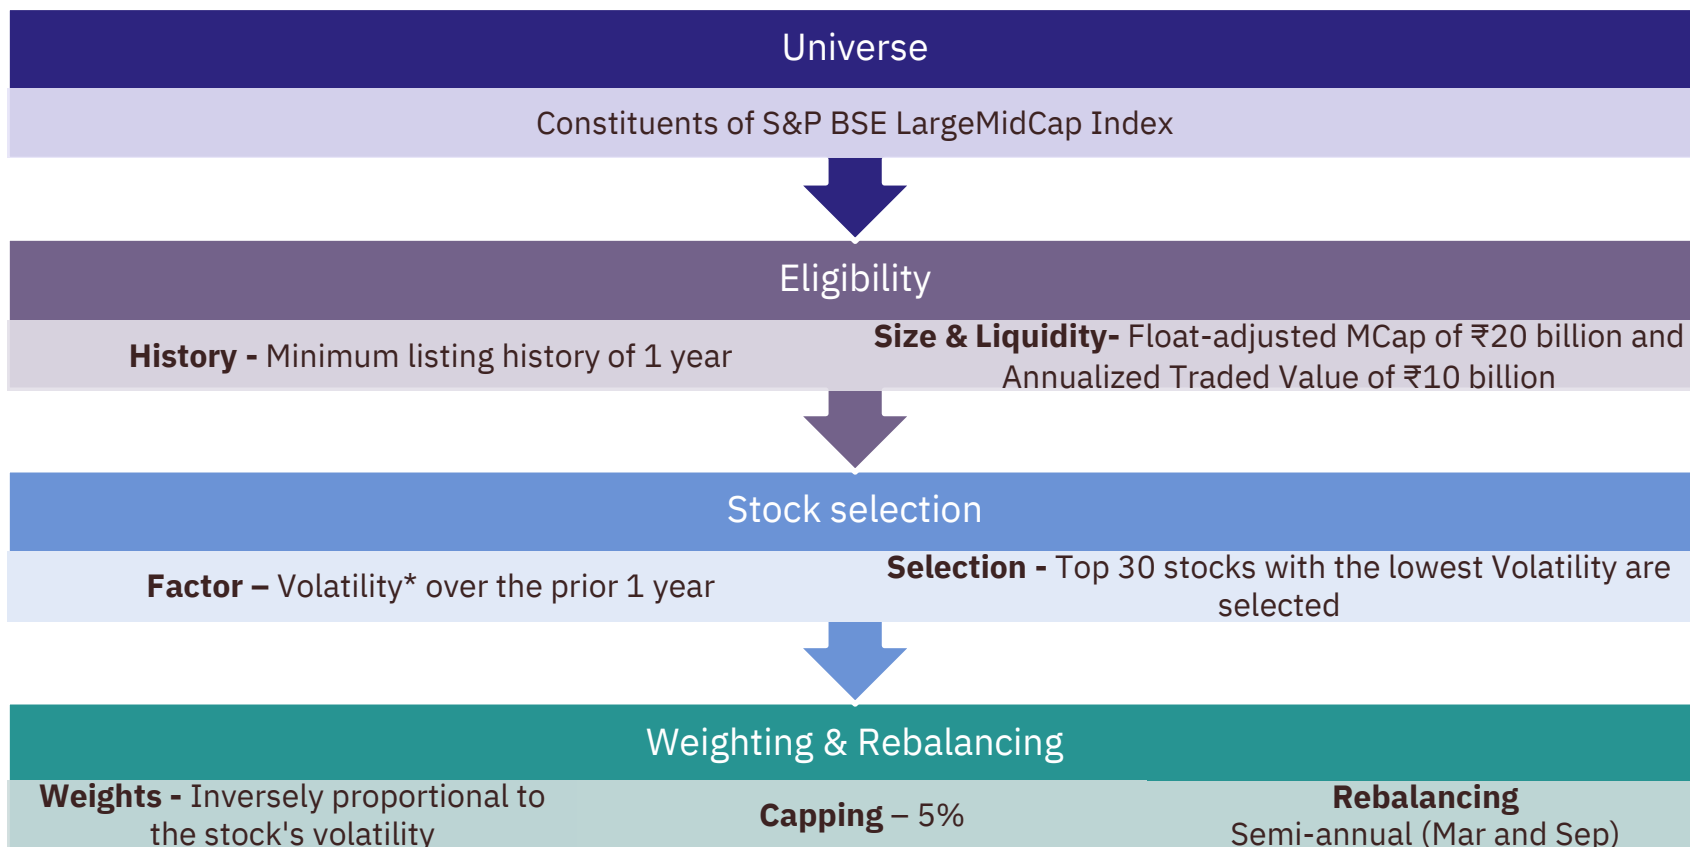 Universe
Constituents of S&P BSE LargeMidCap Index
Eligibility
History - Minimum listing history of 1 year
Size & Liquidity- Float-adjusted MCap of ₹20 billion and
Annualized Traded Value of ₹10 billion
Stock selection
Factor – Volatility* over the prior 1 year
Selection - Top 30 stocks with the lowest Volatility are
selected
Weighting & Rebalancing
Weights - Inversely proportional to
the stock's volatility
Capping – 5%
Rebalancing
Semi-annual (Mar and Sep)